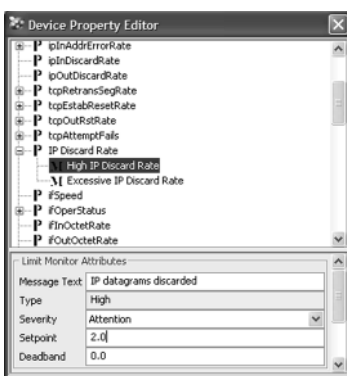 Device Property Editor
P ipInAddrErrorRate
P ipInDiscardRate
P ipOutDiscardRate
P tcpRetransSegRate
P tcpEstabResetRate
P tcpOutRstRate
P tcpAttemptFails
P IP Discard Rate
M High IP Discard Rate
M Excessive IP Discard Rate
P ifSpeed
P ifOperStatus
P ifInOctetRate
P ifOutOctetRate
Limit Monitor Attributes
Message Text IP datagrams discarded
Type High
Severity Attention
Setpoint 2.0
Deadband 0.0